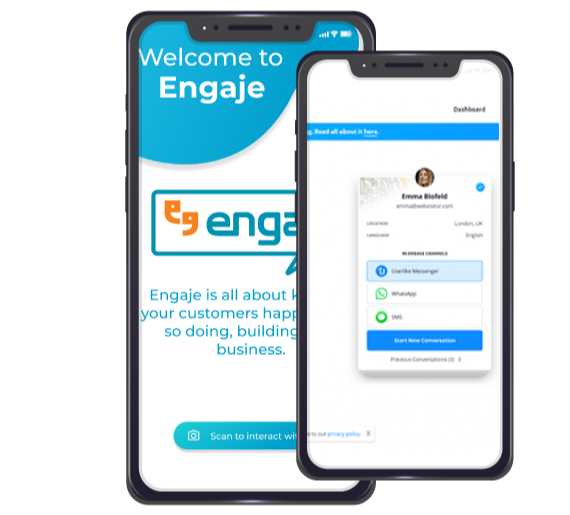 Welcome to
Engaje
enga
Engaje is all about k
your customers happ
so doing, building
business.
Scan to interact wi
Dashboard
g. Read all about it here.
Emma Blofeld
emma@webvisitor.com
LOCATION London, UK
LANGUAGE English
RE-ENGAGE CHANNELS
Userlike Messenger
WhatsApp
SMS
Start New Conversation
Previous Conversations (3) >
to our privacy policy. X